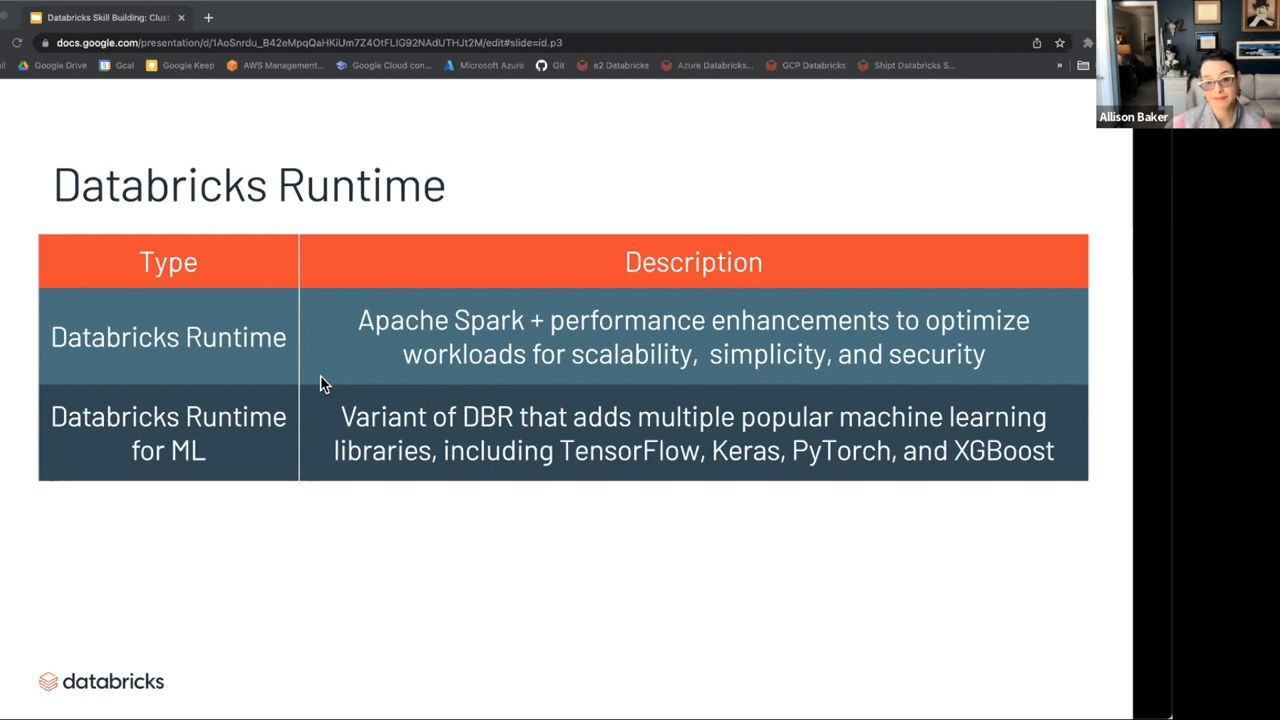 Databricks Skill Building: Clus
docs.google.com/presentation/d/1AoSnrdu_B42eMpqQaHKiUm7Z4OtFLIG92NAdUTHJt2M/edit#slide=id.p3
Google Drive Gcal Google Keep AWS Management... Google Cloud con... Microsoft Azure Git e2 Databricks Azure Databricks... GCP Databricks Shipt Databricks S... »
Allison Baker
Databricks Runtime
Type Description
Databricks Runtime
Apache Spark + performance enhancements to optimize
workloads for scalability, simplicity, and security
Databricks Runtime
for ML
Variant of DBR that adds multiple popular machine learning
libraries, including TensorFlow, Keras, PyTorch, and XGBoost
databricks